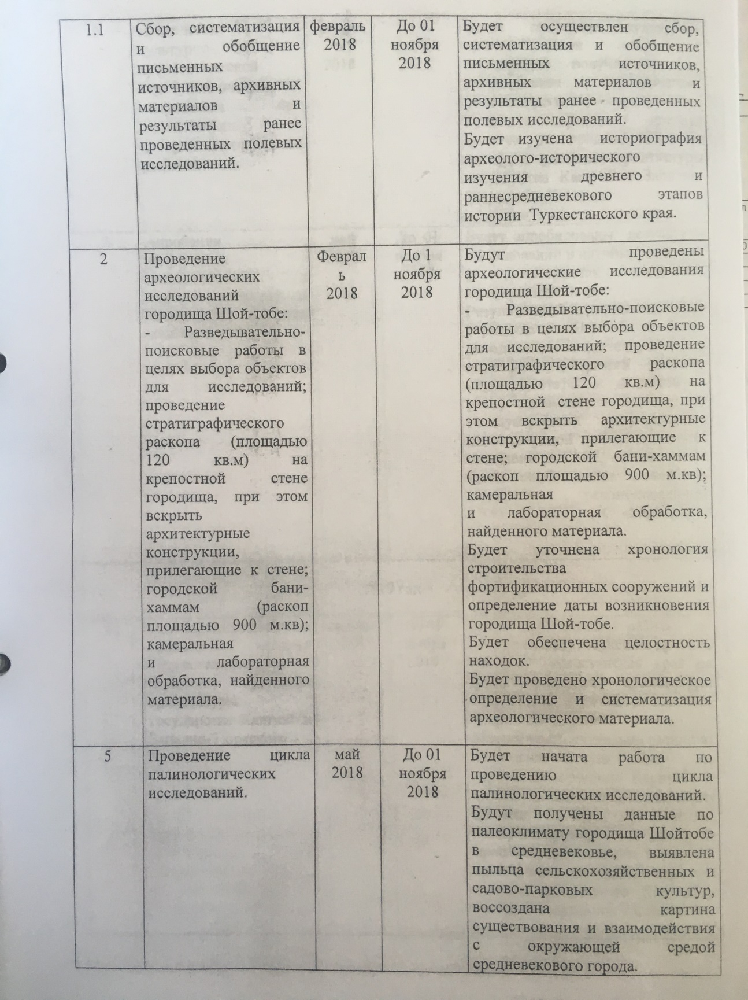 1.1
Сбор, систематизация
и обобщение
письменных
источников, архивных
материалов и
результаты ранее
проведенных полевых
исследований.
февраль
2018
До 01
ноября
2018
Будет осуществлен сбор,
систематизация и обобщение
письменных источников,
архивных материалов и
результаты ранее проведенных
полевых исследований.
Будет изучена историография
археолого-исторического
изучения древнего и
раннесредневекового этапов
истории Туркестанского края.
2
Проведение
археологических
исследований
городища Шой-тобе:
- Разведывательно-
поисковые работы в
целях выбора объектов
для исследований;
проведение
стратиграфического
раскопа (площадью
120 кв.м) на
крепостной стене
городища, при этом
вскрыть
архитектурные
конструкции,
прилегающие к стене;
городской бани-
хаммам (раскоп
площадью 900 м.кв);
камеральная
и лабораторная
обработка, найденного
материала.
Феврал
ь
2018
До 1
ноября
2018
Будут проведены
археологические исследования
городища Шой-тобе:
- Разведывательно-поисковые
работы в целях выбора объектов
для исследований; проведение
стратиграфического раскопа
(площадью 120 кв.м) на
крепостной стене городища, при
этом вскрыть архитектурные
конструкции, прилегающие к
стене; городской бани-хаммам
(раскоп площадью 900 м.кв);
камеральная
и лабораторная обработка,
найденного материала.
Будет уточнена хронология
строительства
фортификационных сооружений и
определение даты возникновения
городища Шой-тобе.
Будет обеспечена целостность
находок.
Будет проведено хронологическое
определение и систематизация
археологического материала.
5
Проведение цикла
палинологических
исследований.
май
2018
До 01
ноября
2018
Будет начата работа по
проведению цикла
палинологических исследований.
Будут получены данные по
палеоклимату городища Шойтобе
в средневековье, выявлена
пыльца сельскохозяйственных и
садово-парковых культур,
воссоздана картина
существования и взаимодействия
с окружающей средой
средневекового города.